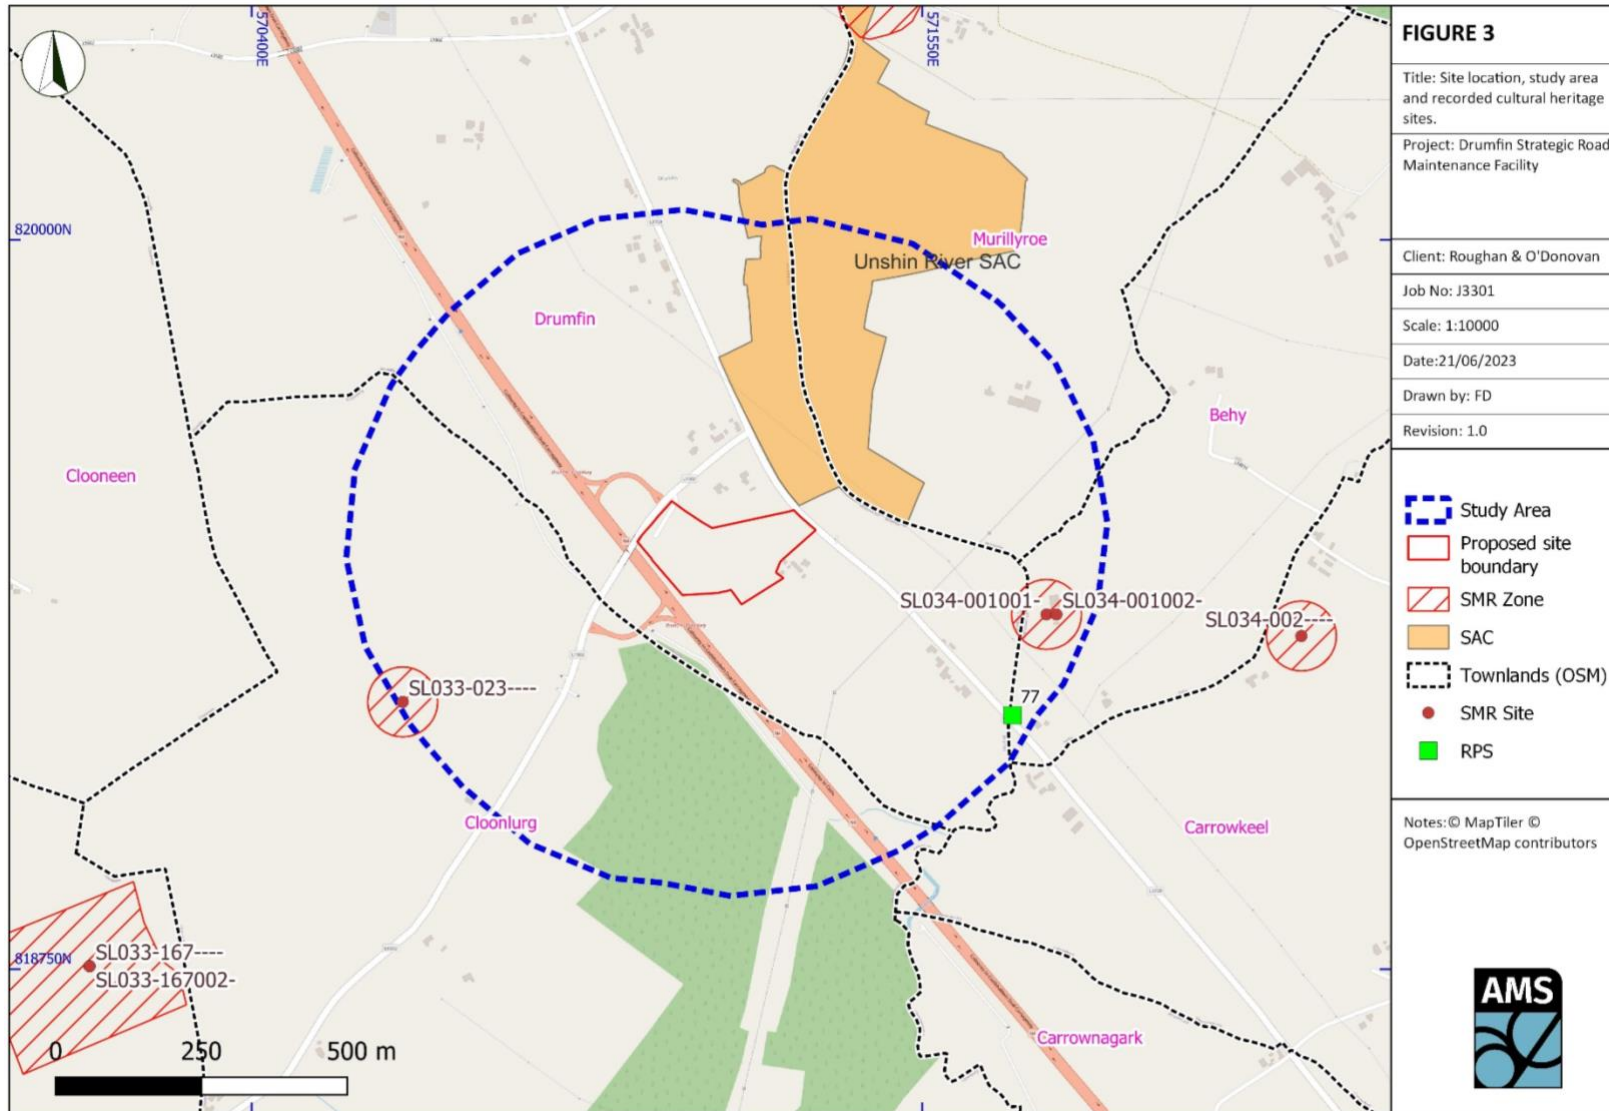 570400E
571550E
820000N
Murillyroe
Unshin River SAC
Drumfin
Behy
Clooneen
SL034-001001-
SL034-001002-
SL034-002----
SL033-023----
77
Cloonlurg
Carrowkeel
818750N
SL033-167----
SL033-167002-
Carrownagark
0 250 500 m
FIGURE 3
Title: Site location, study area
and recorded cultural heritage
sites.
Project: Drumfin Strategic Road
Maintenance Facility
Client: Roughan & O'Donovan
Job No: J3301
Scale: 1:10000
Date:21/06/2023
Drawn by: FD
Revision: 1.0
Study Area
Proposed site
boundary
SMR Zone
SAC
Townlands (OSM)
SMR Site
RPS
Notes:© MapTiler ©
OpenStreetMap contributors
AMS